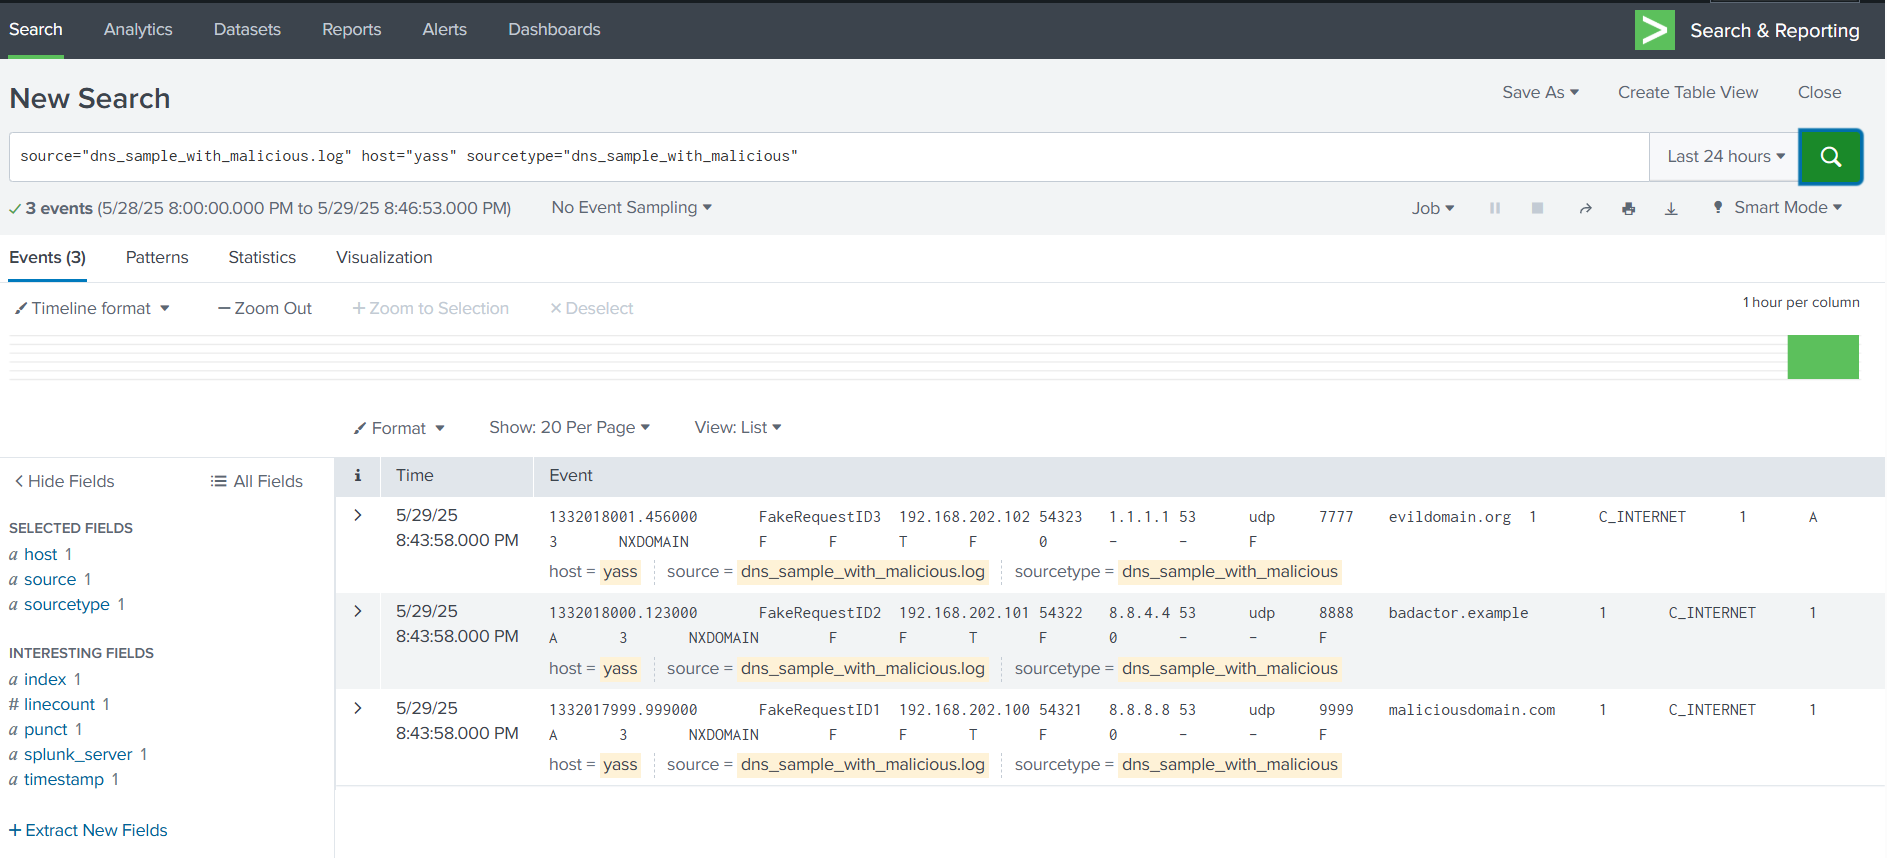 Search Analytics Datasets Reports Alerts Dashboards Search & Reporting
New Search Save As Create Table View Close
source="dns_sample_with_malicious.log" host="yass" sourcetype="dns_sample_with_malicious" Last 24 hours
3 events (5/28/25 8:00:00.000 PM to 5/29/25 8:46:53.000 PM) No Event Sampling Job Smart Mode
Events (3) Patterns Statistics Visualization
Timeline format — Zoom Out + Zoom to Selection × Deselect 1 hour per column
Format Show: 20 Per Page View: List
< Hide Fields All Fields
SELECTED FIELDS
a host 1
a source 1
a sourcetype 1
INTERESTING FIELDS
a index 1
# linecount 1
a punct 1
a splunk_server 1
a timestamp 1
+ Extract New Fields
i Time Event
> 5/29/25 1332018001.456000 FakeRequestID3 192.168.202.102 54323 1.1.1.1 53 udp 7777 evildomain.org 1 C_INTERNET 1 A
8:43:58.000 PM 3 NXDOMAIN F F T F 0 - - F
host = yass source = dns_sample_with_malicious.log sourcetype = dns_sample_with_malicious
> 5/29/25 1332018000.123000 FakeRequestID2 192.168.202.101 54322 8.8.4.4 53 udp 8888 badactor.example 1 C_INTERNET 1
8:43:58.000 PM A 3 NXDOMAIN F F T F 0 - - F
host = yass source = dns_sample_with_malicious.log sourcetype = dns_sample_with_malicious
> 5/29/25 1332017999.999000 FakeRequestID1 192.168.202.100 54321 8.8.8.8 53 udp 9999 maliciousdomain.com 1 C_INTERNET 1
8:43:58.000 PM A 3 NXDOMAIN F F T F 0 - - F
host = yass source = dns_sample_with_malicious.log sourcetype = dns_sample_with_malicious